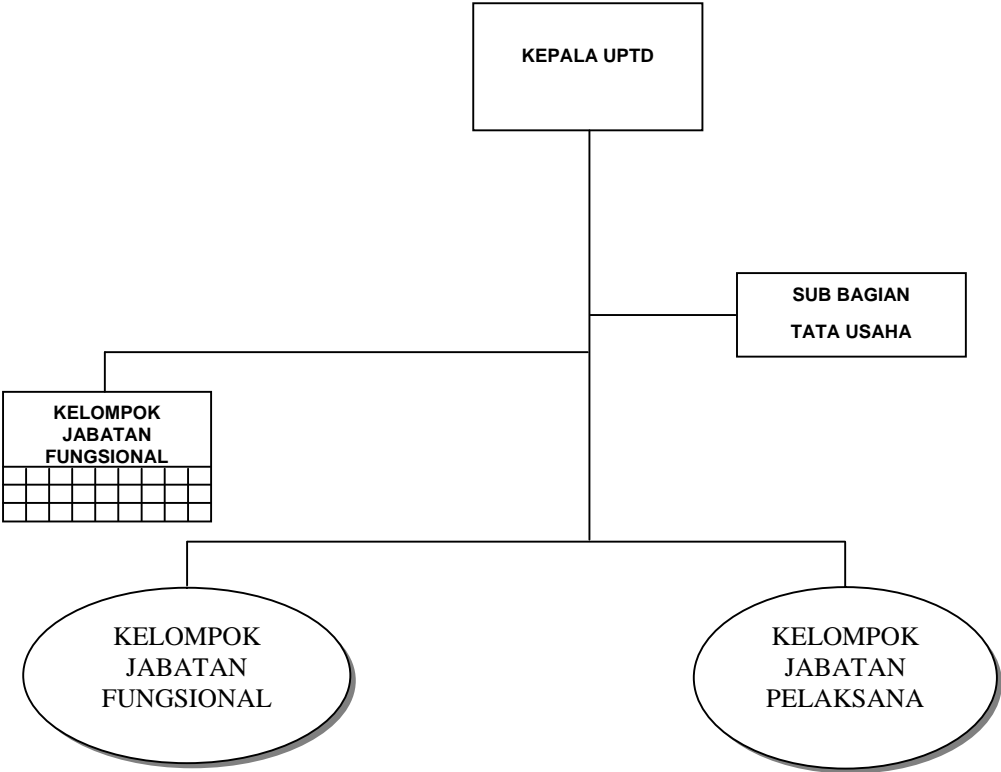 KEPALA UPTD
SUB BAGIAN
TATA USAHA
KELOMPOK
JABATAN
FUNGSIONAL
KELOMPOK
JABATAN
FUNGSIONAL
KELOMPOK
JABATAN
PELAKSANA